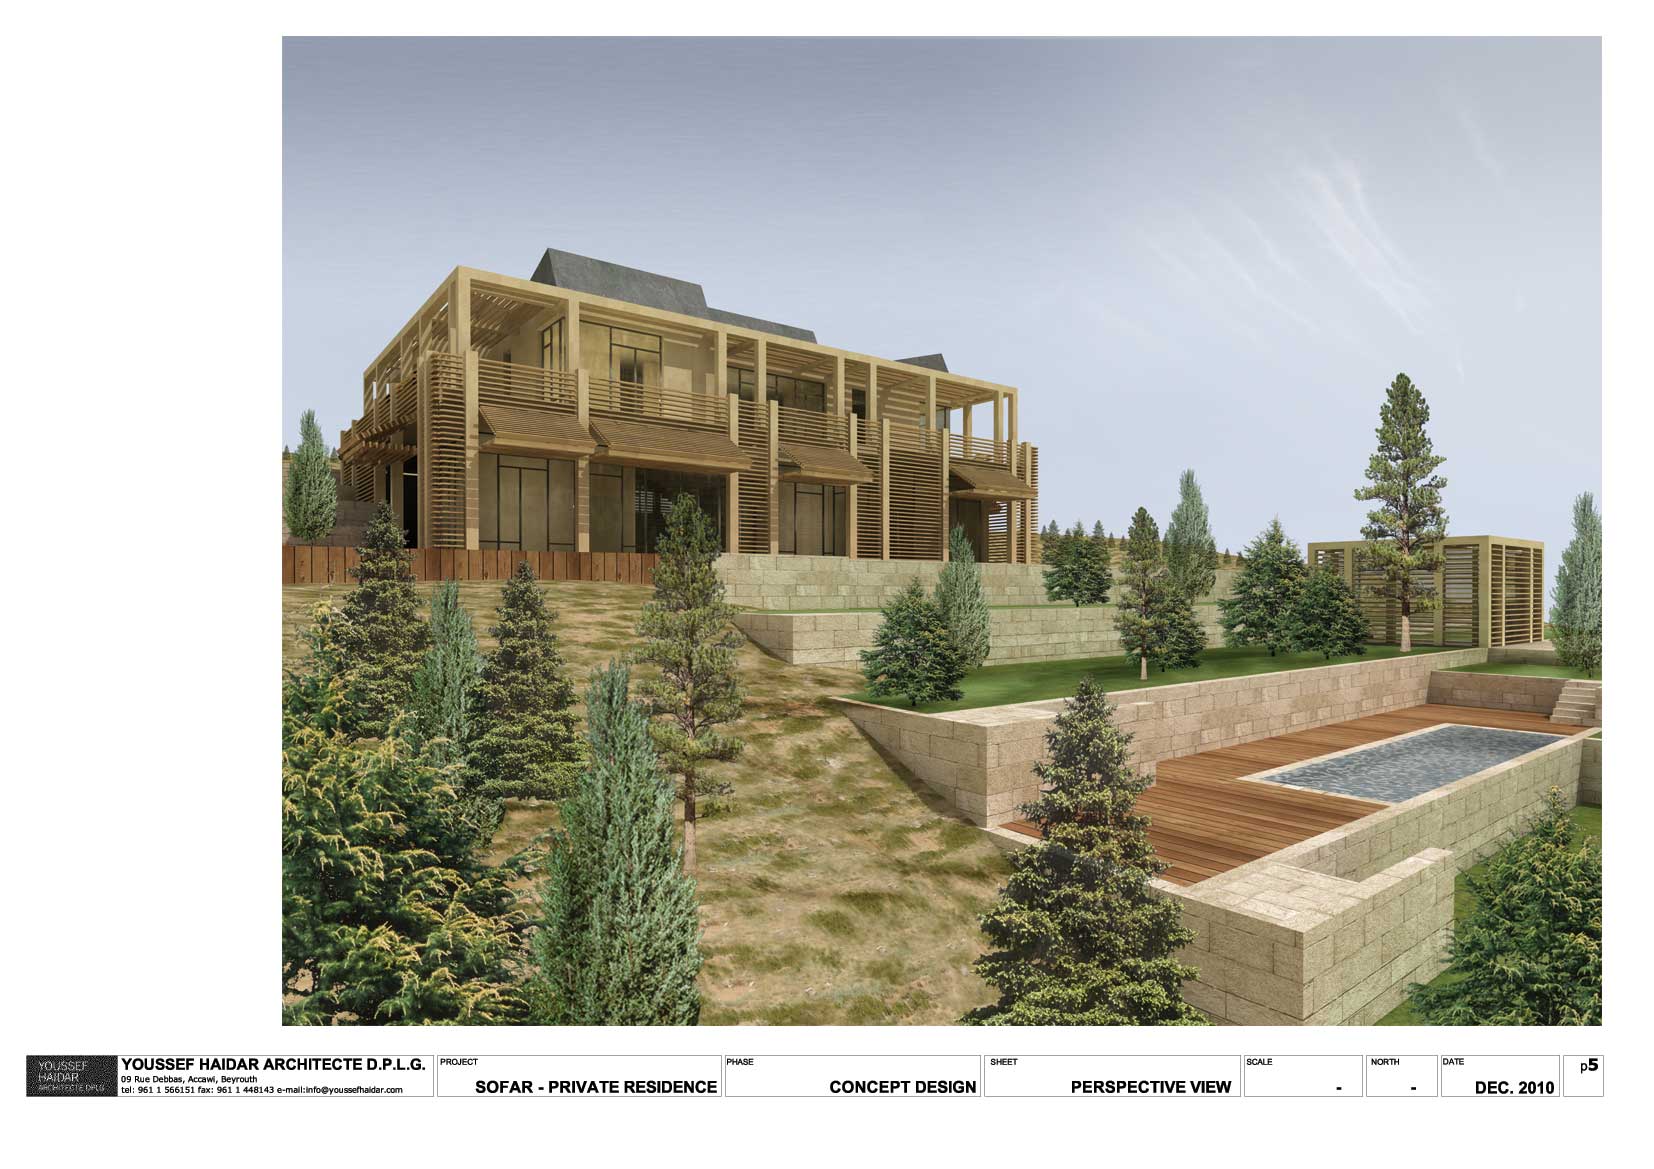 YOUSSEF
HAIDAR
ARCHITECTE DPLG
YOUSSEF HAIDAR ARCHITECTE D.P.L.G.
09 Rue Debbas, Accawi, Beyrouth
tel: 961 1 566151 fax: 961 1 448143 e-mail:info@youssefhaidar.com
PROJECT
SOFAR - PRIVATE RESIDENCE
PHASE
CONCEPT DESIGN
SHEET
PERSPECTIVE VIEW
SCALE
-
NORTH
-
DATE
DEC. 2010
p5